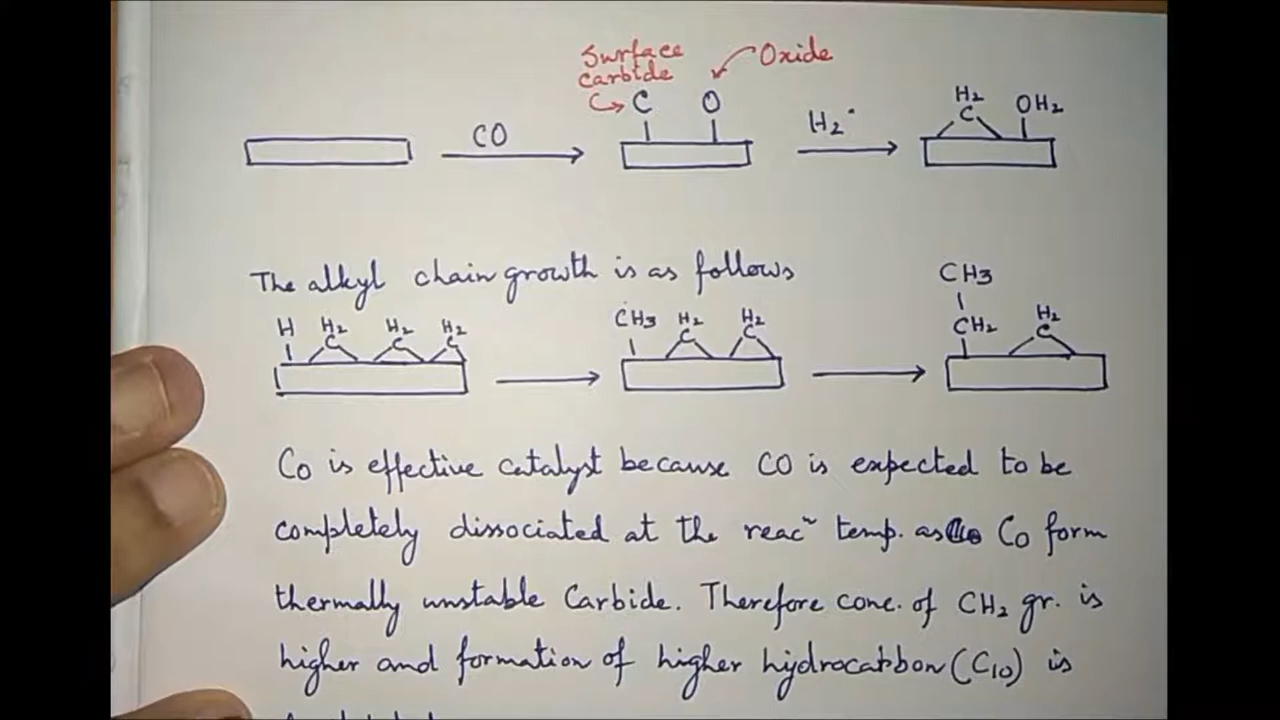 Surface
carbide
Oxide
C O
CO
H2
H2
C
OH2
The alkyl chain growth is as follows
CH3
H H2 H2 H2
C C C
CH3 H2 H2
C C
CH2 H2
C
Co is effective catalyst because CO is expected to be
completely dissociated at the reacn temp. as Co form
thermally unstable Carbide. Therefore conc. of CH2 gr. is
higher and formation of higher hydrocarbon (C10) is